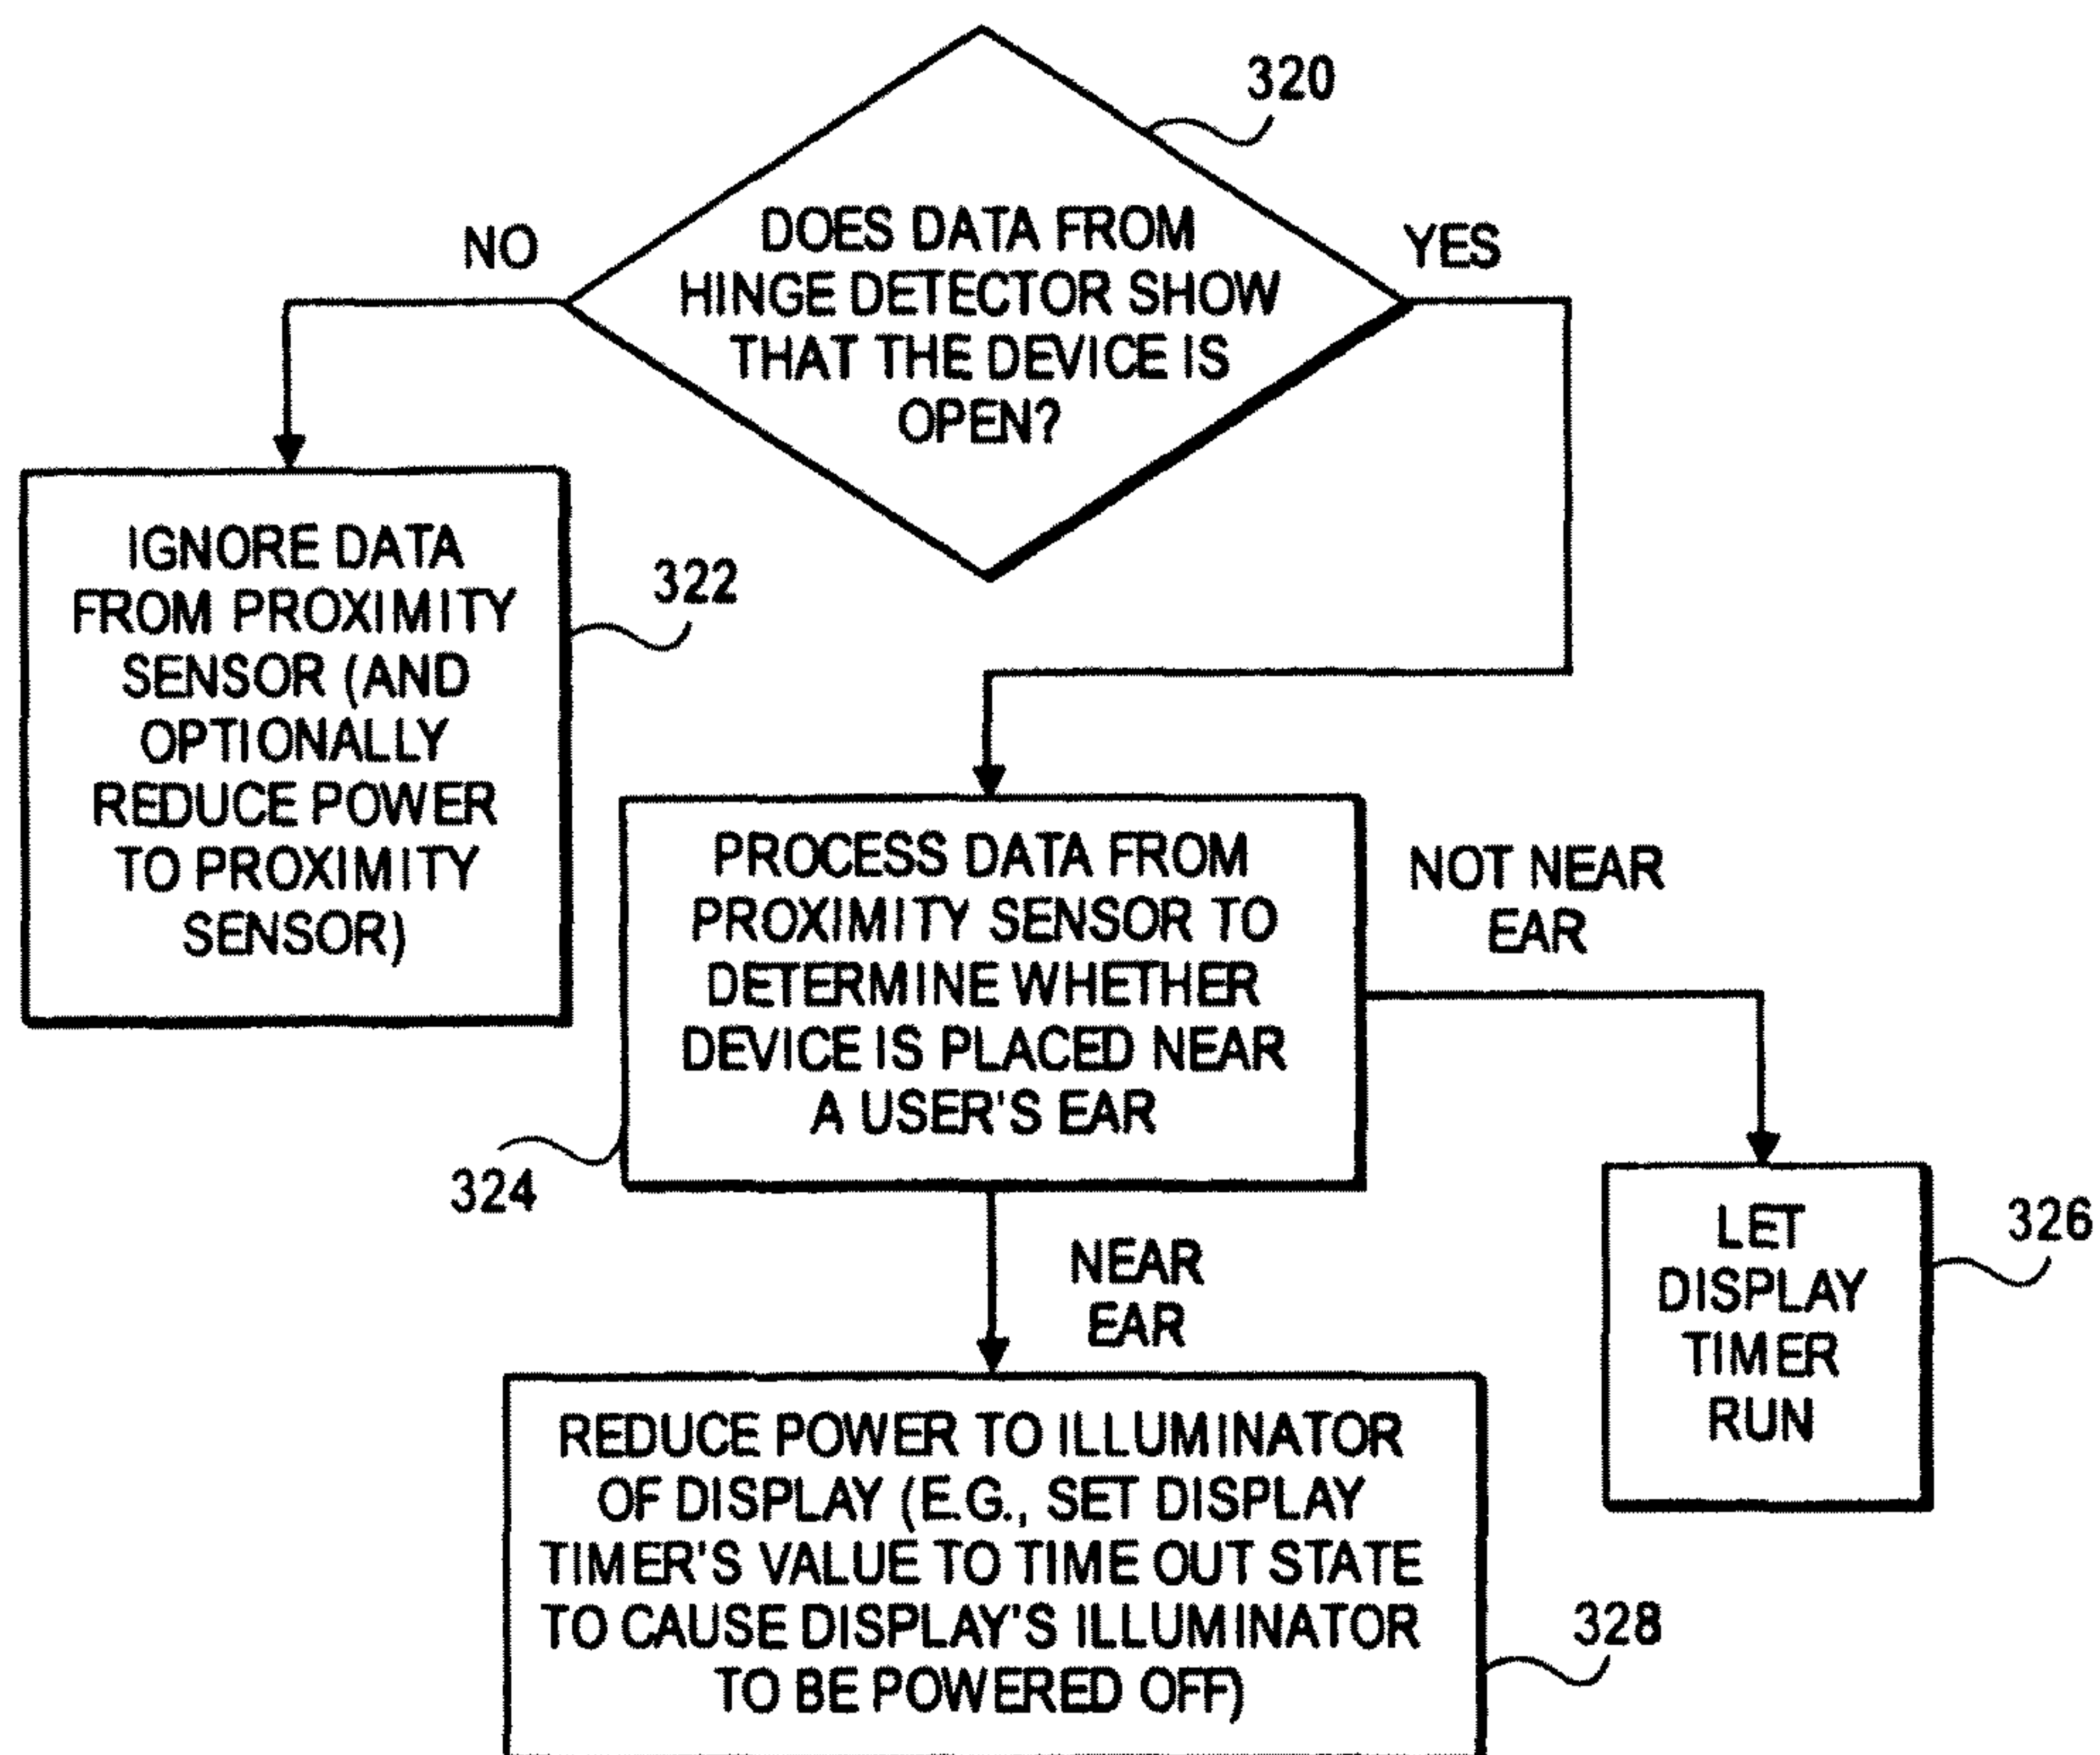 320
DOES DATA FROM
HINGE DETECTOR SHOW
THAT THE DEVICE IS
OPEN?
NO
YES
IGNORE DATA
FROM PROXIMITY
SENSOR (AND
OPTIONALLY
REDUCE POWER
TO PROXIMITY
SENSOR)
322
PROCESS DATA FROM
PROXIMITY SENSOR TO
DETERMINE WHETHER
DEVICE IS PLACED NEAR
A USER'S EAR
324
NOT NEAR
EAR
NEAR
EAR
LET
DISPLAY
TIMER
RUN
326
REDUCE POWER TO ILLUMINATOR
OF DISPLAY (E.G., SET DISPLAY
TIMER'S VALUE TO TIME OUT STATE
TO CAUSE DISPLAY'S ILLUMINATOR
TO BE POWERED OFF)
328